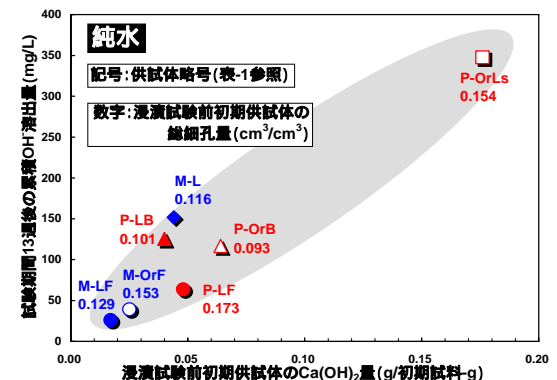 純水
記号:供試体略号(表-1参照)
数字:浸漬試験前初期供試体の
総細孔量(cm³/cm³)
試験期間13週後の累積OH⁻溶出量(mg/L)
400
350
300
250
200
150
100
50
0
P-OrLs
0.154
M-L
0.116
P-LB
0.101
P-OrB
0.093
M-LF
0.129
M-OrF
0.153
P-LF
0.173
0.00
0.05
0.10
0.15
0.20
浸漬試験前初期供試体のCa(OH)₂量(g/初期試料-g)